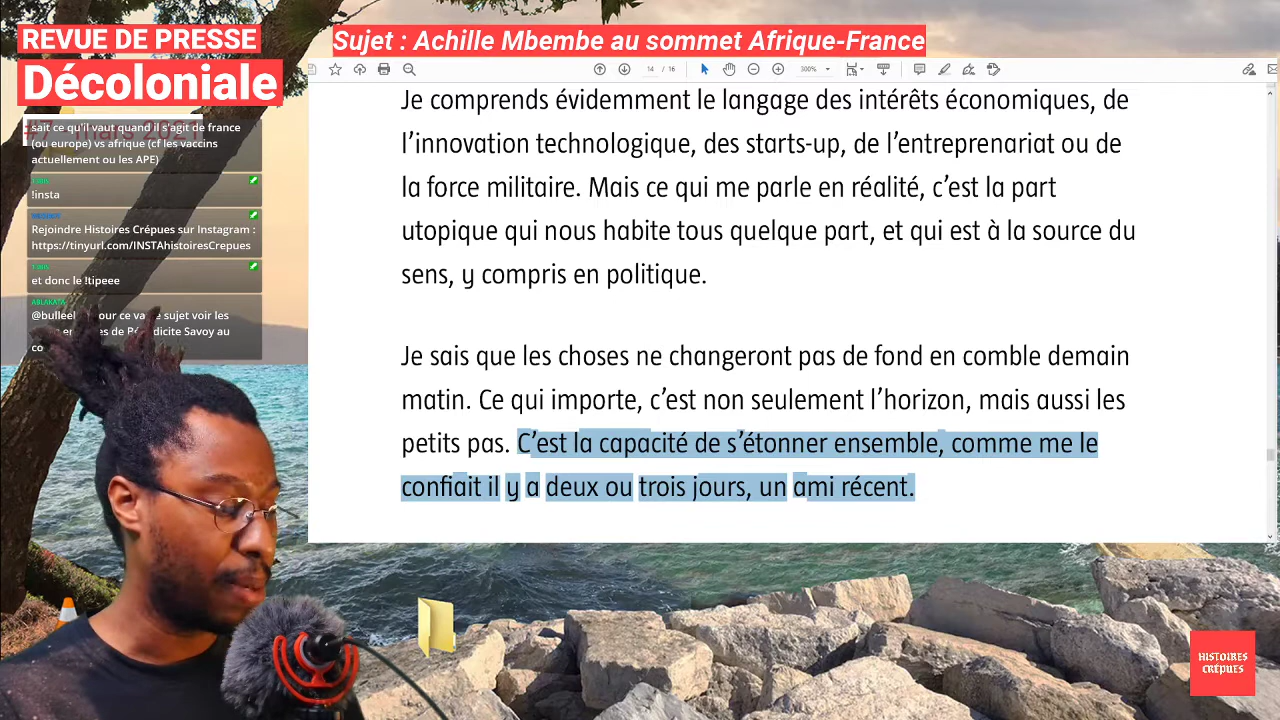 REVUE DE PRESSE
Décoloniale
Sujet : Achille Mbembe au sommet Afrique-France
14 / 16
300%
sait ce qu'il vaut quand il s'agit de france
(ou europe) vs afrique (cf les vaccins
actuellement ou les APE)
!insta
Rejoindre Histoires Crépues sur Instagram :
https://tinyurl.com/INSTAhistoiresCrepues
et donc le !tipeee
ABLAKATA
sujet voir les
Savoy au
co
Je comprends évidemment le langage des intérêts économiques, de
l'innovation technologique, des starts-up, de l'entreprenariat ou de
la force militaire. Mais ce qui me parle en réalité, c'est la part
utopique qui nous habite tous quelque part, et qui est à la source du
sens, y compris en politique.
Je sais que les choses ne changeront pas de fond en comble demain
matin. Ce qui importe, c'est non seulement l'horizon, mais aussi les
petits pas. C'est la capacité de s'étonner ensemble, comme me le
confiait il y a deux ou trois jours, un ami récent.
HISTOIRES
CRÉPUES